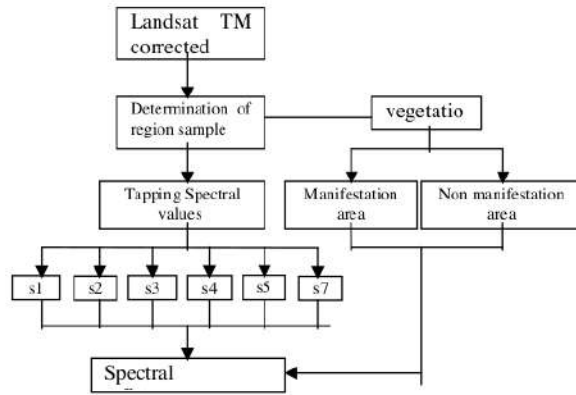 Landsat TM
corrected
Determination of
region sample
vegetatio
Tapping Spectral
values
Manifestation
area
Non manifestation
area
s1
s2
s3
s4
s5
s7
Spectral